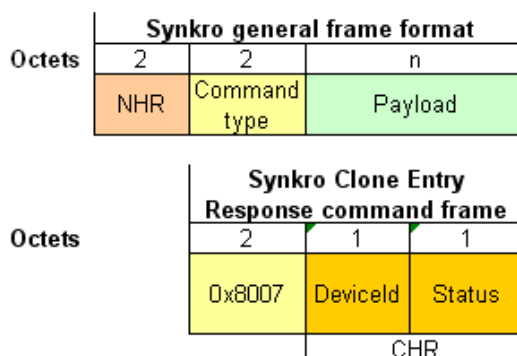 Synkro general frame format
Octets 2 2 n
NHR Command type Payload
Synkro Clone Entry
Response command frame
Octets 2 1 1
0x8007 DeviceId Status
CHR